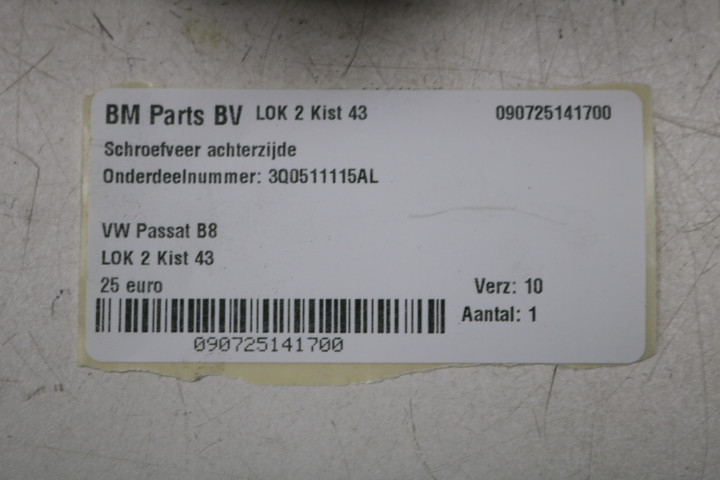 BM Parts BV LOK 2 Kist 43 090725141700
Schroefveer achterzijde
Onderdeelnummer: 3Q0511115AL
VW Passat B8
LOK 2 Kist 43
25 euro Verz: 10
Aantal: 1
090725141700